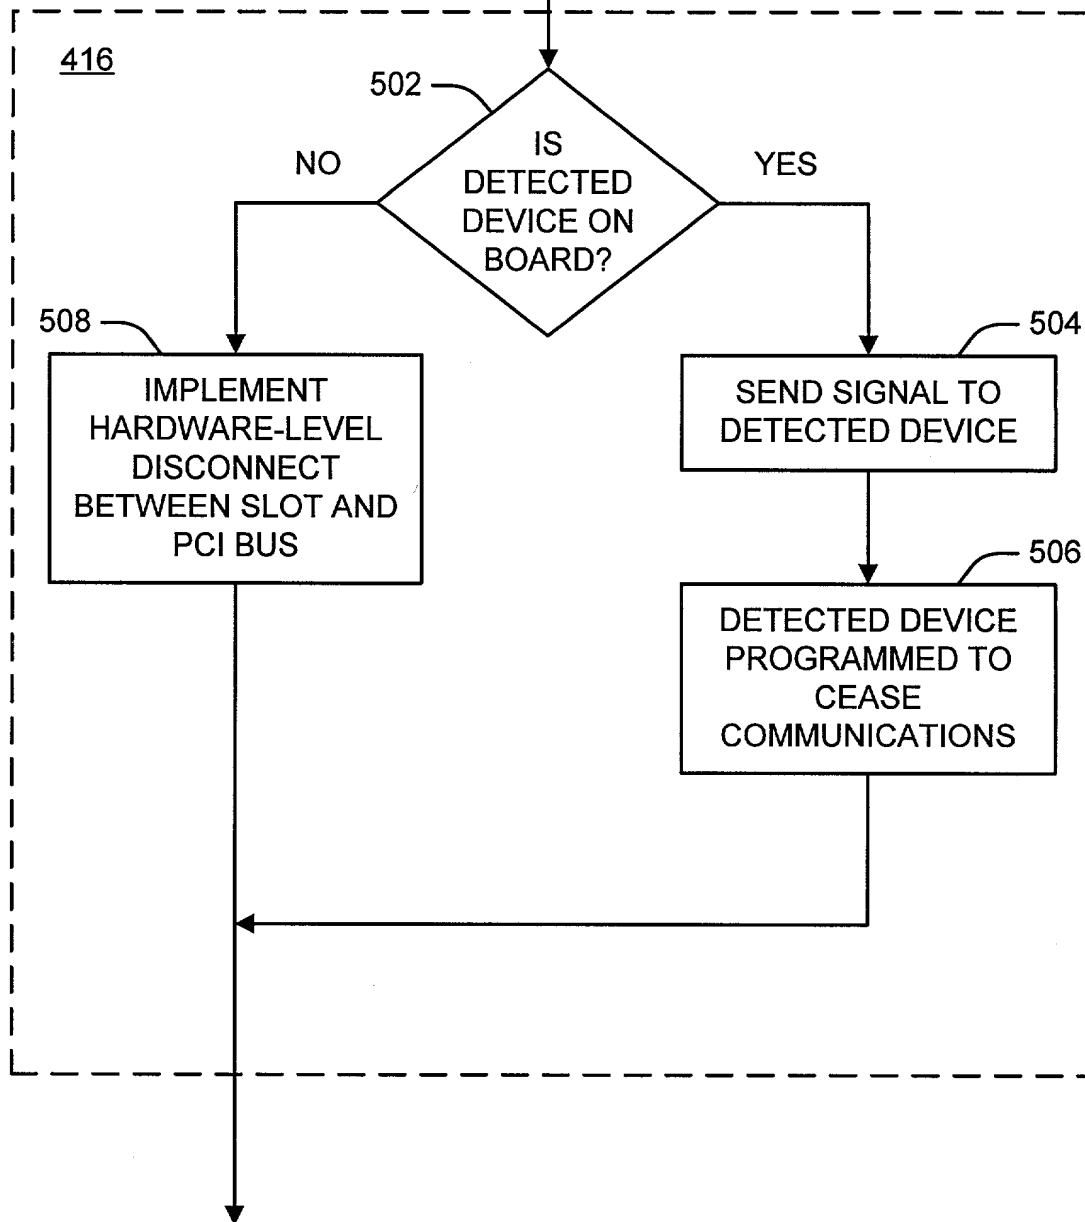 416
502
IS
DETECTED
DEVICE ON
BOARD?
NO
YES
508
IMPLEMENT
HARDWARE-LEVEL
DISCONNECT
BETWEEN SLOT AND
PCI BUS
504
SEND SIGNAL TO
DETECTED DEVICE
506
DETECTED DEVICE
PROGRAMMED TO
CEASE
COMMUNICATIONS